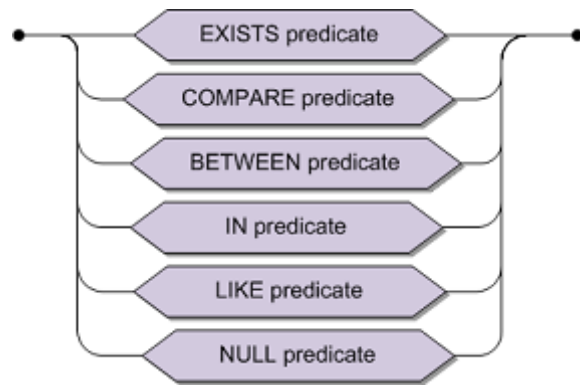 EXISTS predicate
COMPARE predicate
BETWEEN predicate
IN predicate
LIKE predicate
NULL predicate